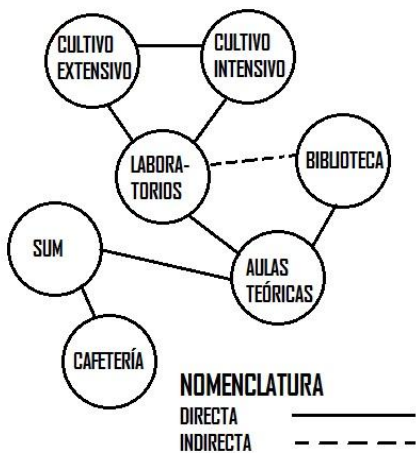 CULTIVO
EXTENSIVO
CULTIVO
INTENSIVO
LABORA-
TORIOS
BIBLIOTECA
SUM
AULAS
TEÓRICAS
CAFETERÍA
NOMENCLATURA
DIRECTA
INDIRECTA